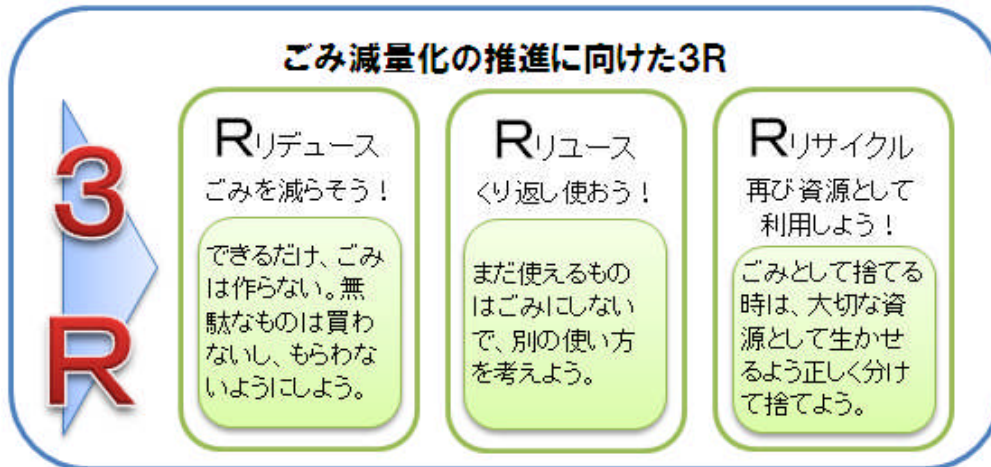 ごみ減量化の推進に向けた3R
3
R
Rリデュース
ごみを減らそう!
できるだけ、ごみ
は作らない。無
駄なものは買わ
ないし、もらわな
いようにしよう。
Rリユース
くり返し使おう!
まだ使えるもの
はごみにしない
で、別の使い方
を考えよう。
Rリサイクル
再び資源として
利用しよう!
ごみとして捨てる
時は、大切な資
源として生かせ
るよう正しく分け
て捨てよう。